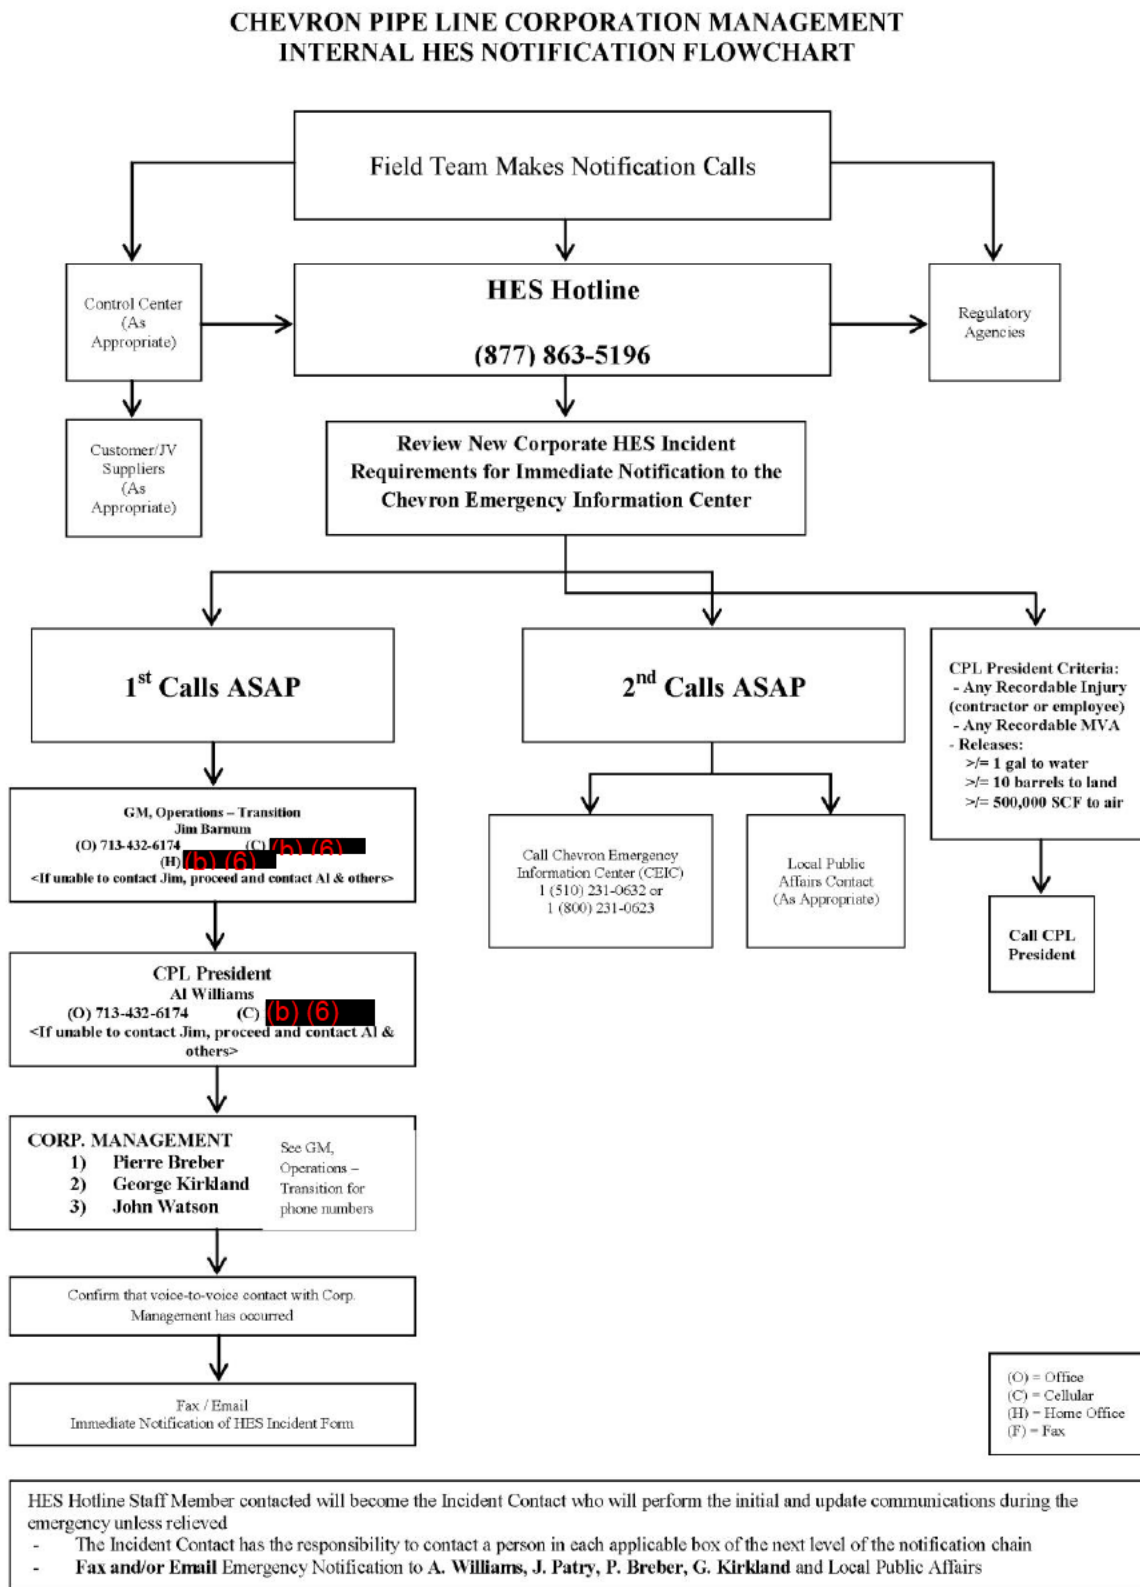 CHEVRON PIPE LINE CORPORATION MANAGEMENT
INTERNAL HES NOTIFICATION FLOWCHART
Field Team Makes Notification Calls
Control Center
(As
Appropriate)
HES Hotline
(877) 863-5196
Regulatory
Agencies
Customer/JV
Suppliers
(As
Appropriate)
Review New Corporate HES Incident
Requirements for Immediate Notification to the
Chevron Emergency Information Center
1st Calls ASAP
2nd Calls ASAP
CPL President Criteria:
- Any Recordable Injury
(contractor or employee)
- Any Recordable MVA
- Releases:
>/= 1 gal to water
>/= 10 barrels to land
>/= 500,000 SCF to air
GM, Operations – Transition
Jim Barnum
(O) 713-432-6174 (C) (b) (6)
(H) (b) (6)
<If unable to contact Jim, proceed and contact Al & others>
Call Chevron Emergency
Information Center (CEIC)
1 (510) 231-0632 or
1 (800) 231-0623
Local Public
Affairs Contact
(As Appropriate)
Call CPL
President
CPL President
Al Williams
(O) 713-432-6174 (C) (b) (6)
<If unable to contact Jim, proceed and contact Al &
others>
CORP. MANAGEMENT
1) Pierre Breber
2) George Kirkland
3) John Watson
See GM,
Operations –
Transition for
phone numbers
Confirm that voice-to-voice contact with Corp.
Management has occurred
Fax / Email
Immediate Notification of HES Incident Form
(O) = Office
(C) = Cellular
(H) = Home Office
(F) = Fax
HES Hotline Staff Member contacted will become the Incident Contact who will perform the initial and update communications during the
emergency unless relieved
- The Incident Contact has the responsibility to contact a person in each applicable box of the next level of the notification chain
- Fax and/or Email Emergency Notification to A. Williams, J. Patry, P. Breber, G. Kirkland and Local Public Affairs